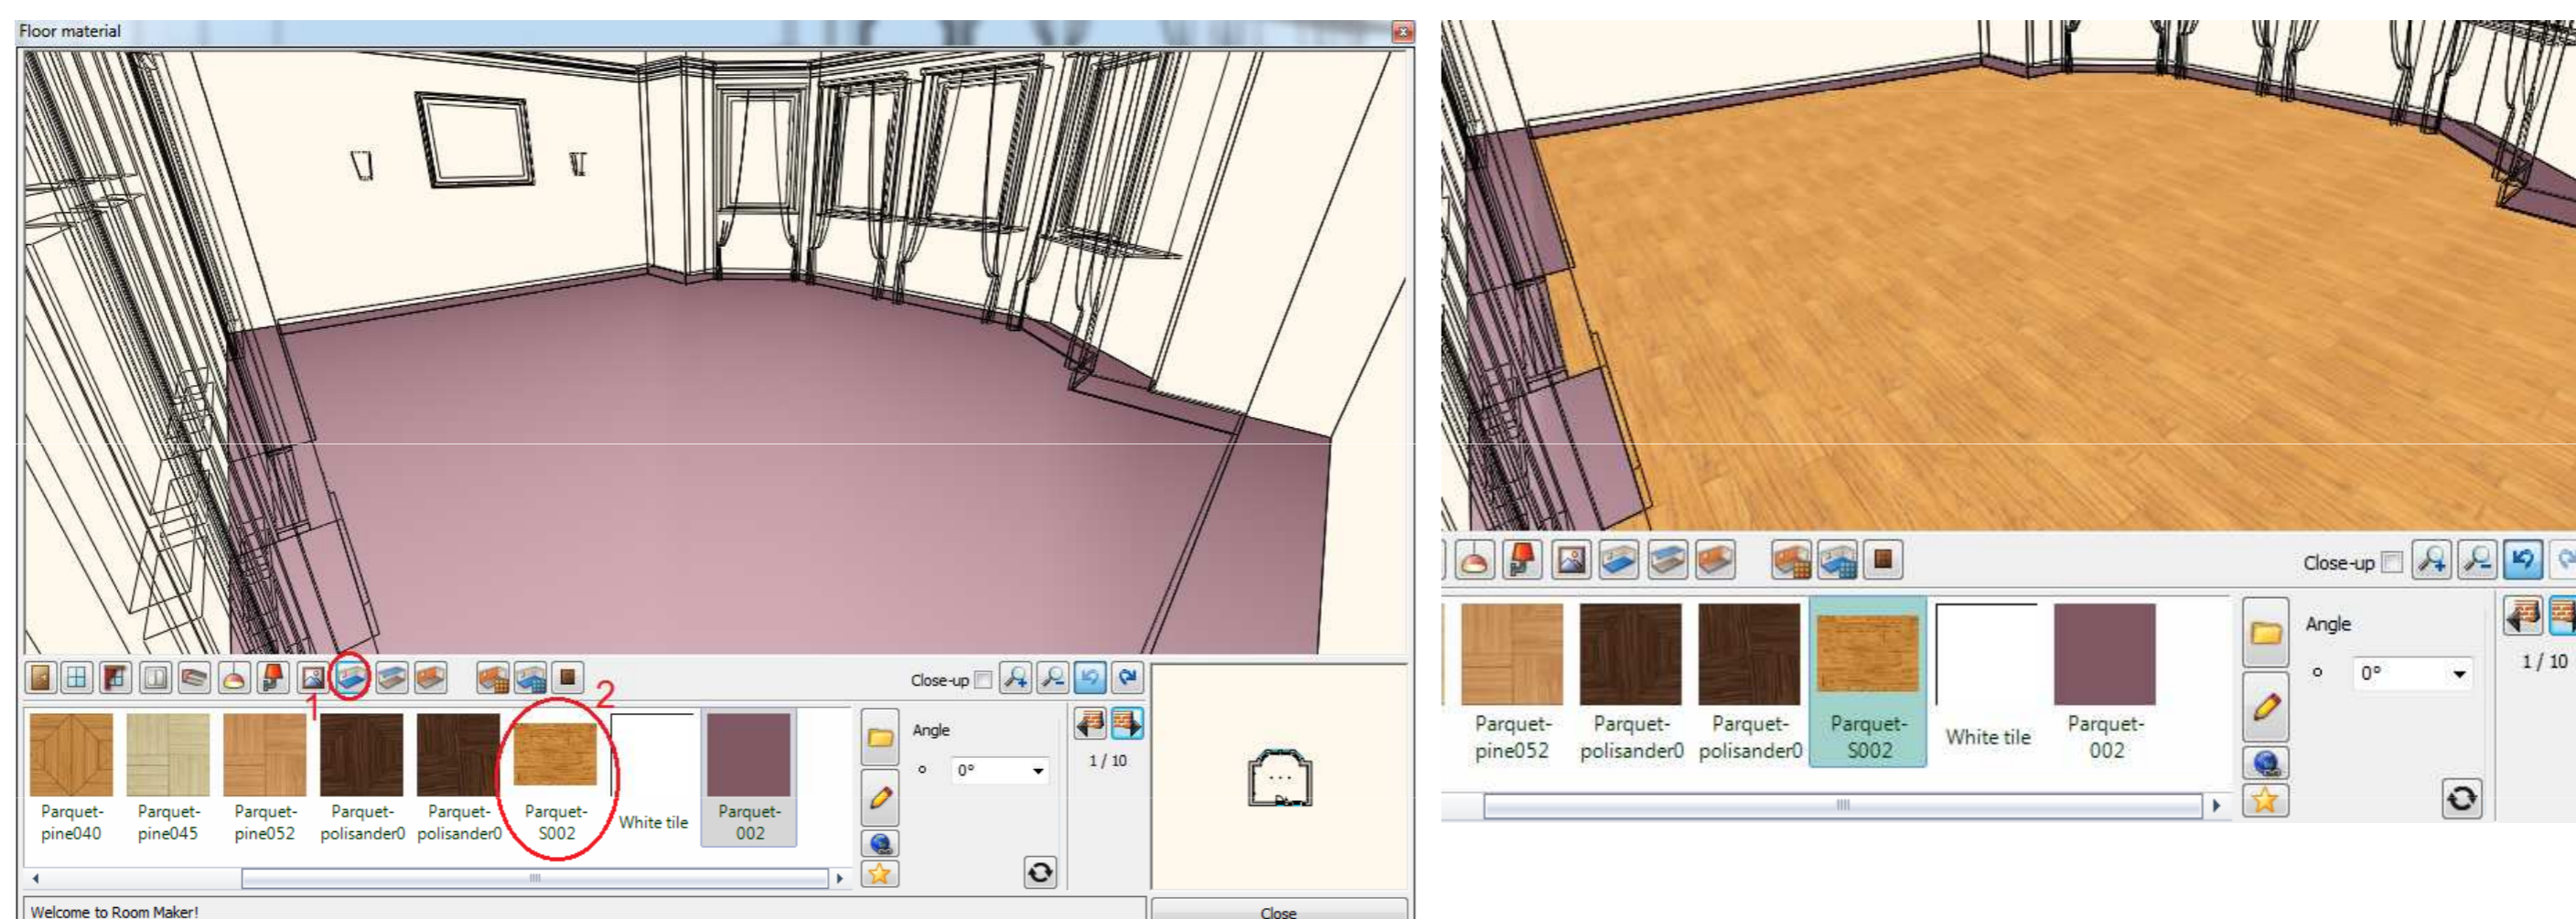 Floor material
1
2
Close-up
Parquet-
pine040
Parquet-
pine045
Parquet-
pine052
Parquet-
polisander0
Parquet-
polisander0
Parquet-
S002
White tile
Parquet-
002
Angle
0°
1 / 10
Welcome to Room Maker!
Close
Close-up
Parquet-
pine052
Parquet-
polisander0
Parquet-
polisander0
Parquet-
S002
White tile
Parquet-
002
Angle
0°
1 / 10